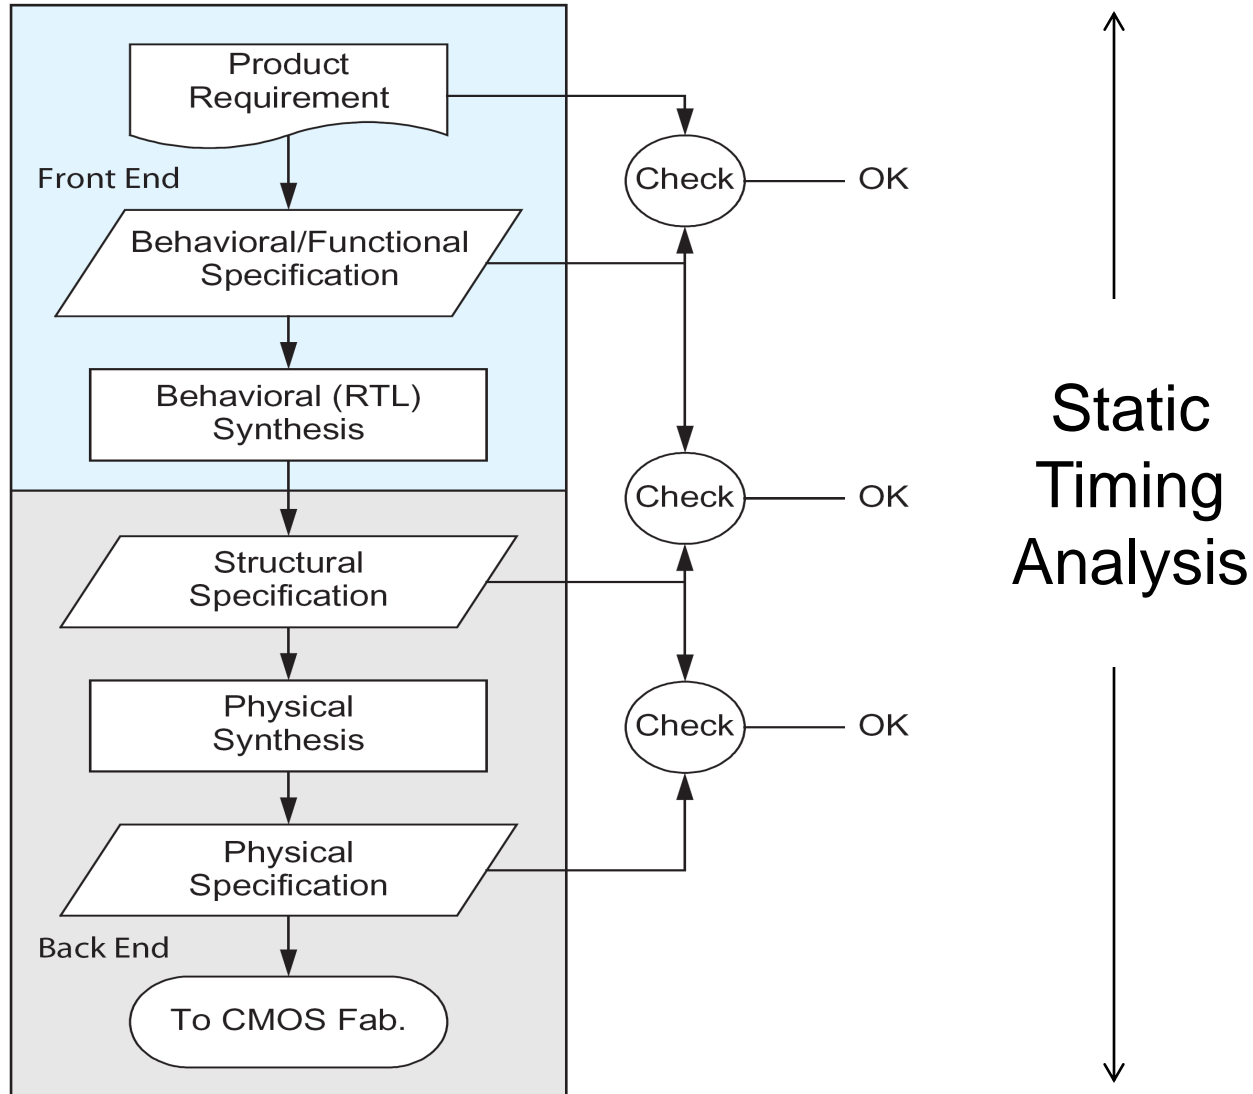 Product
Requirement
Front End
Check
OK
Behavioral/Functional
Specification
Behavioral (RTL)
Synthesis
Static
Timing
Analysis
Check
OK
Structural
Specification
Physical
Synthesis
Check
OK
Physical
Specification
Back End
To CMOS Fab.